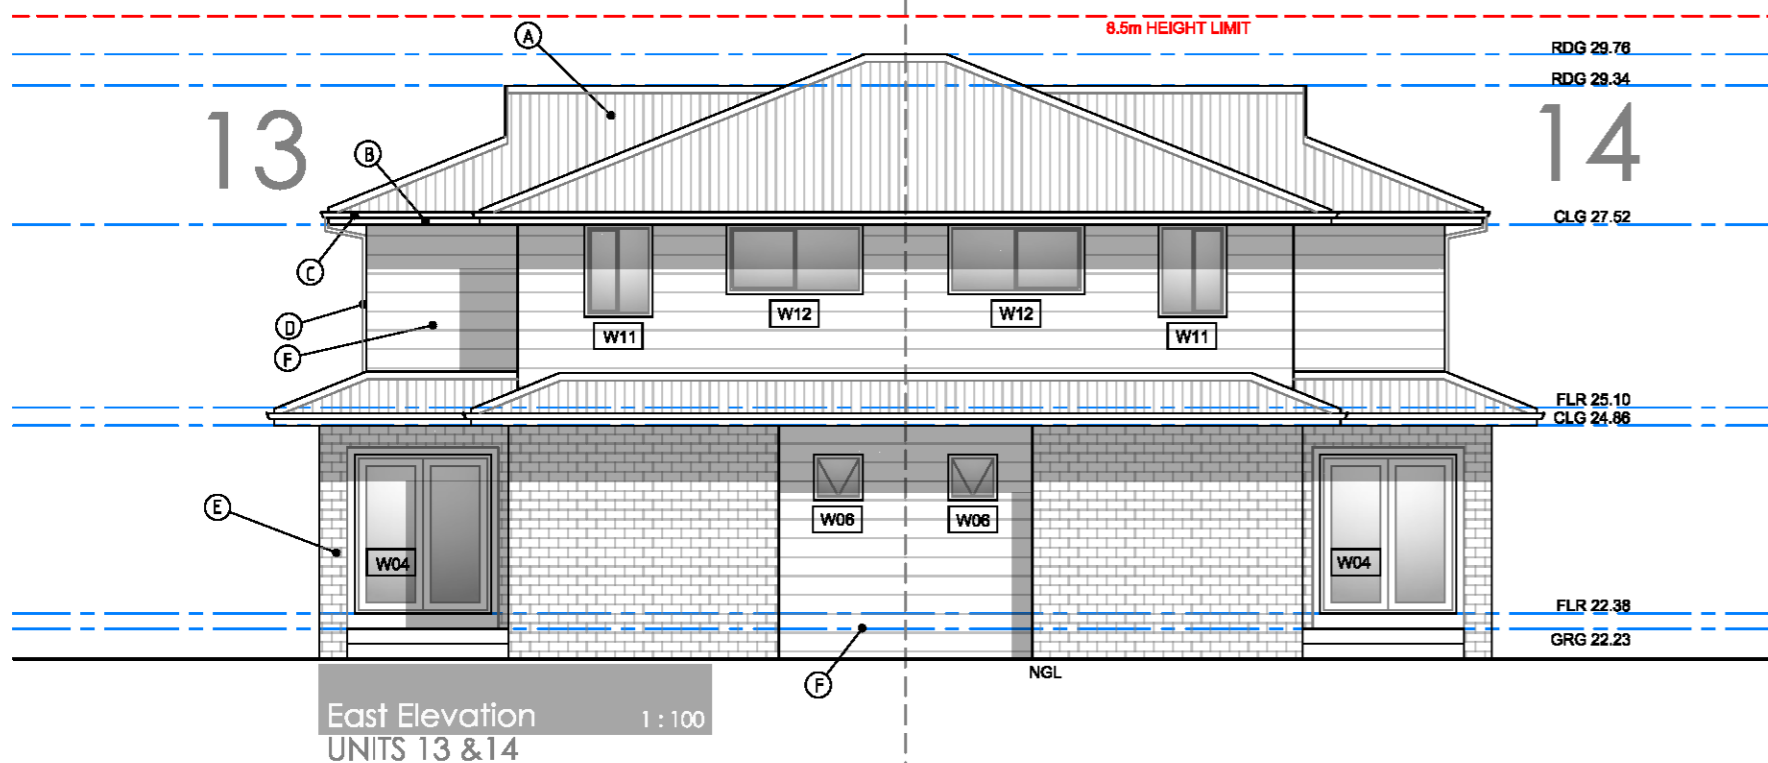 8.5m HEIGHT LIMIT
A
RDG 29.76
RDG 29.34
13
14
B
CLG 27.52
C
D
W12
W12
F
W11
W11
FLR 25.10
CLG 24.86
E
W06
W06
W04
W04
FLR 22.38
GRG 22.23
NGL
F
East Elevation 1 : 100
UNITS 13 &14